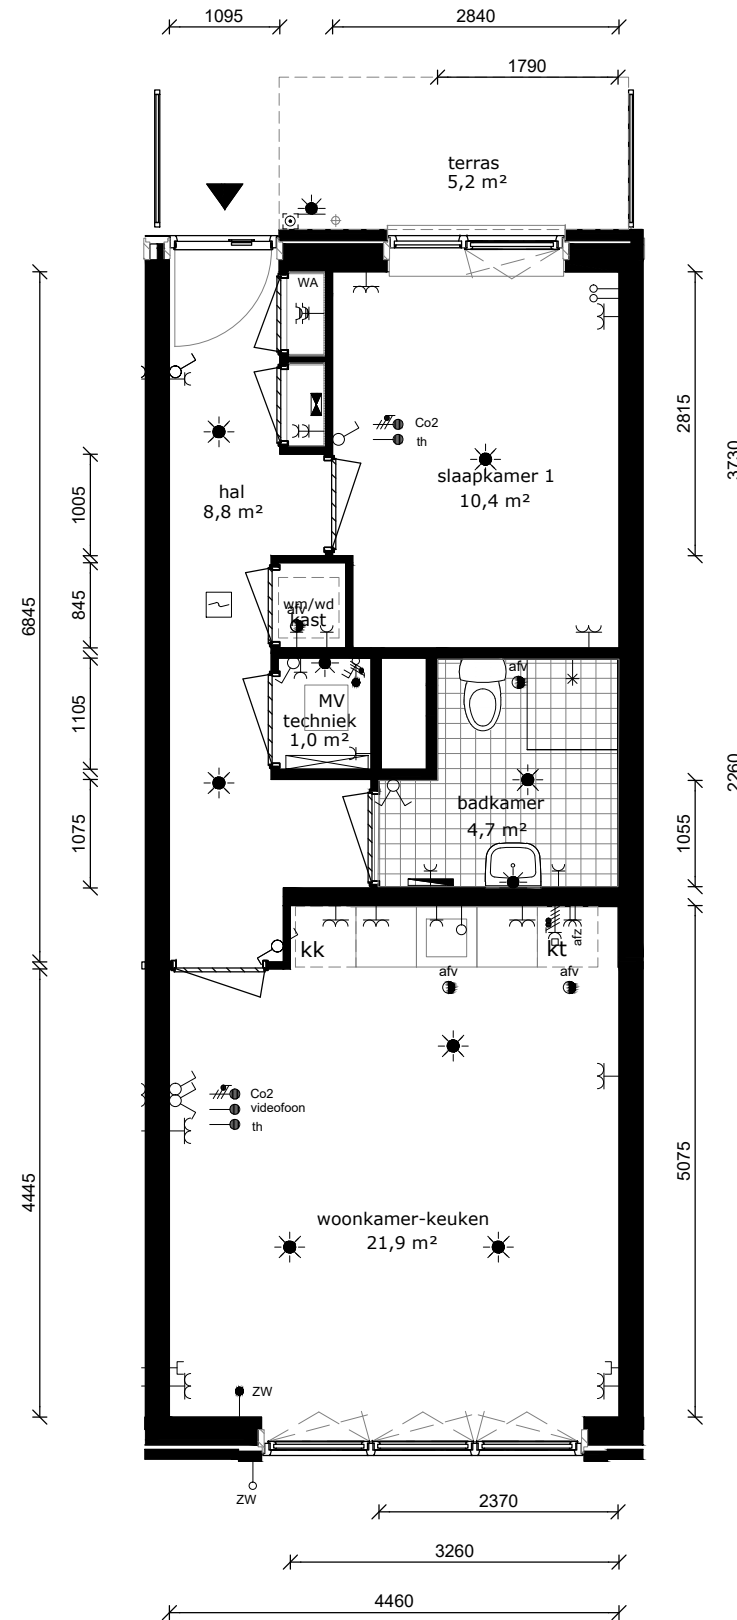 1095
2840
1790
terras
5,2 m²
WA
Co2
th
slaapkamer 1
10,4 m²
hal
8,8 m²
2815
3730
1005
845
6845
1105
1075
wm/wd
afv
kast
MV
techniek
1,0 m²
afv
badkamer
4,7 m²
2260
1055
kk
kt
afz
afv
afv
Co2
videofoon
th
woonkamer-keuken
21,9 m²
4445
5075
ZW
ZW
2370
3260
4460